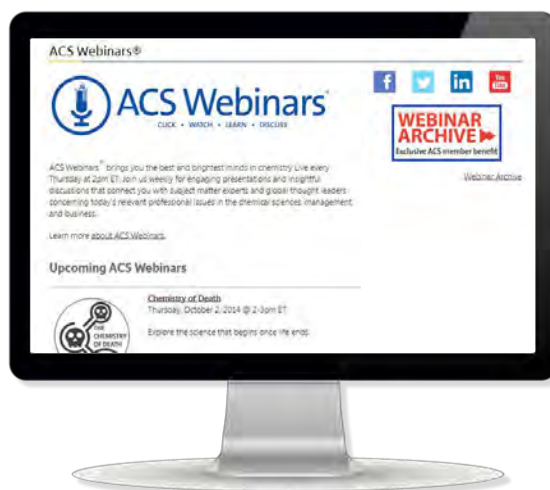 ACS Webinars®
ACS Webinars®
CLICK • WATCH • LEARN • DISCUSS
You Tube
WEBINAR
ARCHIVE
Exclusive ACS member benefit
Webinar Archive
ACS Webinars® brings you the best and brightest minds in chemistry Live every
Thursday at 2pm ET. Join us weekly for engaging presentations and insightful
discussions that connect you with subject matter experts and global thought leaders
concerning today's relevant professional issues in the chemical sciences, management,
and business.
Learn more about ACS Webinars.
Upcoming ACS Webinars
Chemistry of Death
Thursday, October 2, 2014 @ 2-3pm ET
Explore the science that begins once life ends.
THE
CHEMISTRY
OF DEATH